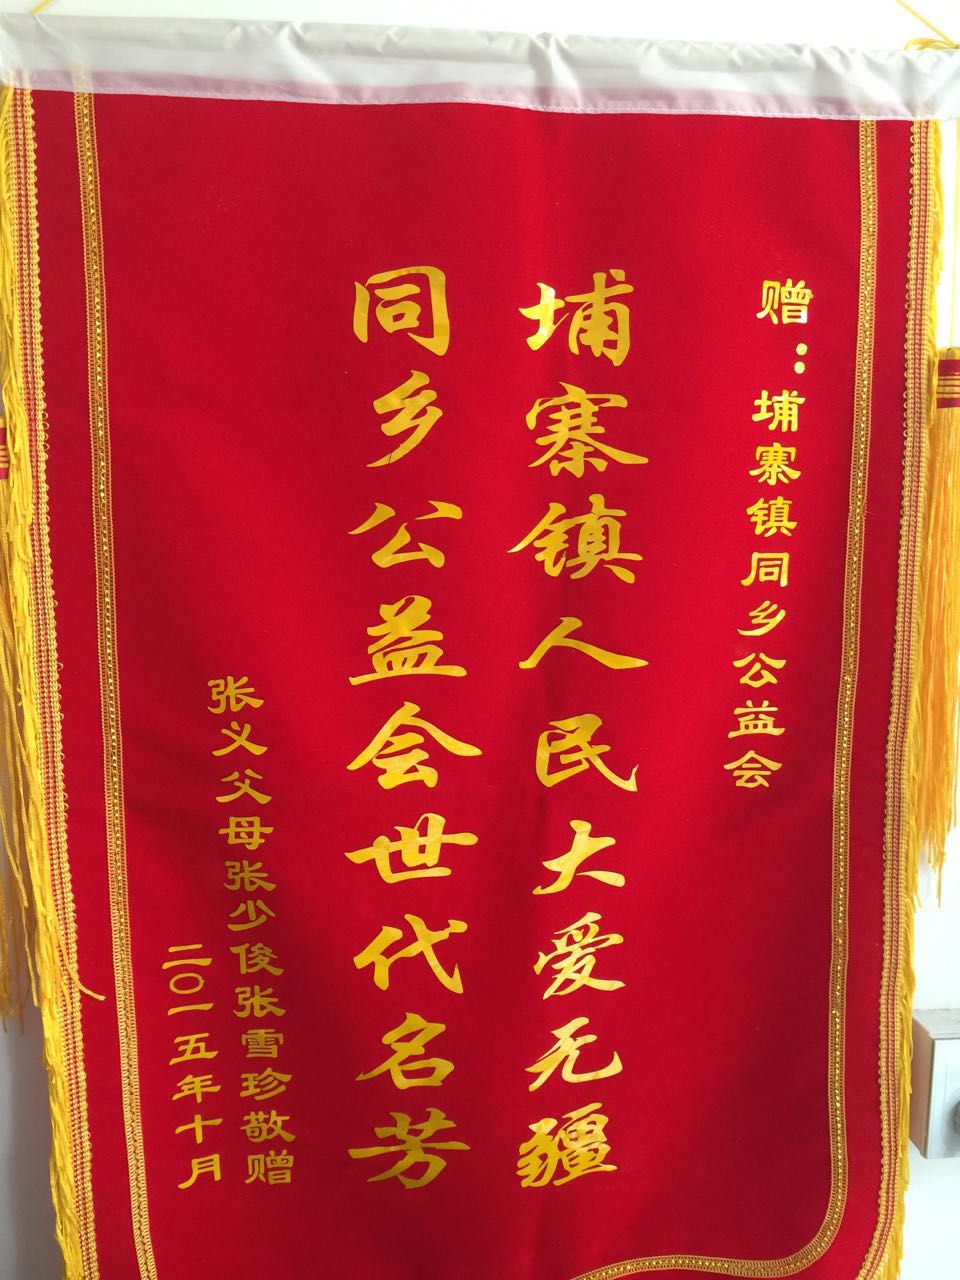 赠：埔寨镇同乡公益会
埔寨镇人民大爱无疆
同乡公益会世代名芳
张义父母张少俊张雪珍敬赠
二〇一五年十月